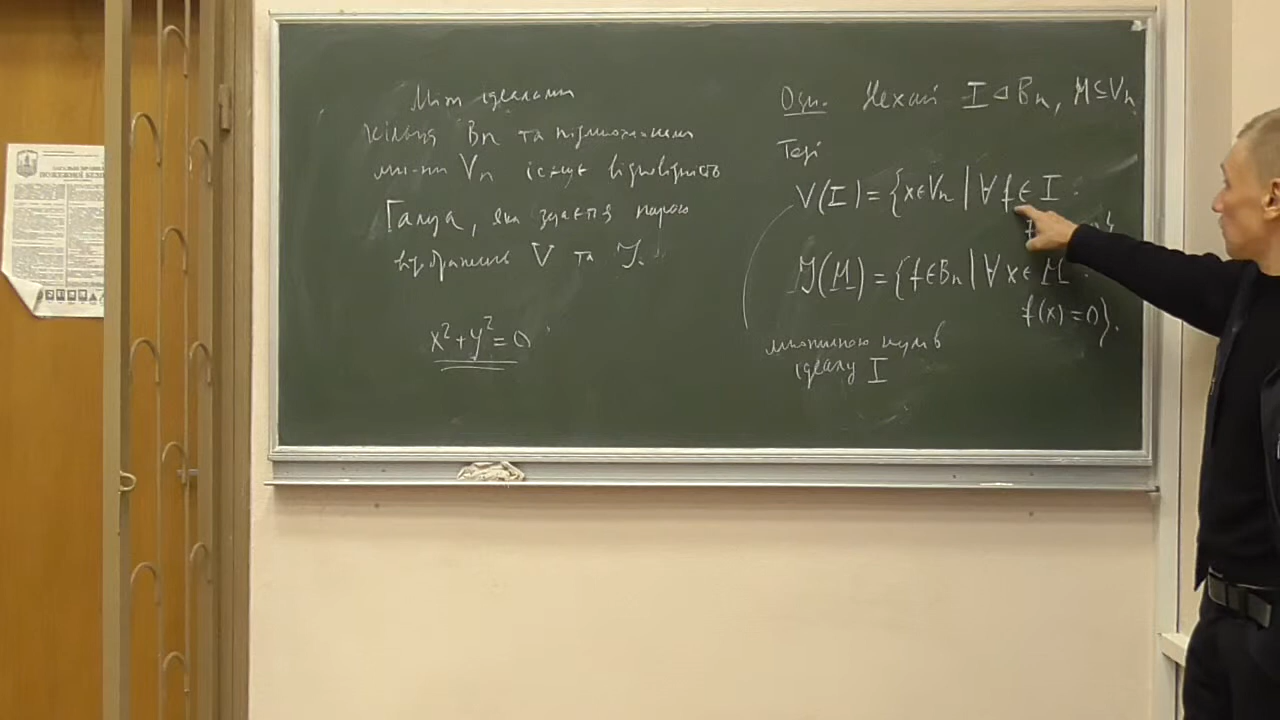 Між ідеалами
кільця Bₙ та підмножинами
мн-ни Vₙ існує відповідність
Галуа, яка задається парою
відображень V та J.
x² + y² = 0
Озн. Нехай I ⊲ Bₙ, M ⊆ Vₙ
Тоді
V(I) = {x ∈ Vₙ | ∀ f ∈ I :
J(M) = {f ∈ Bₙ | ∀ x ∈ M :
f(x) = 0}.
множиною нулів
ідеалу I